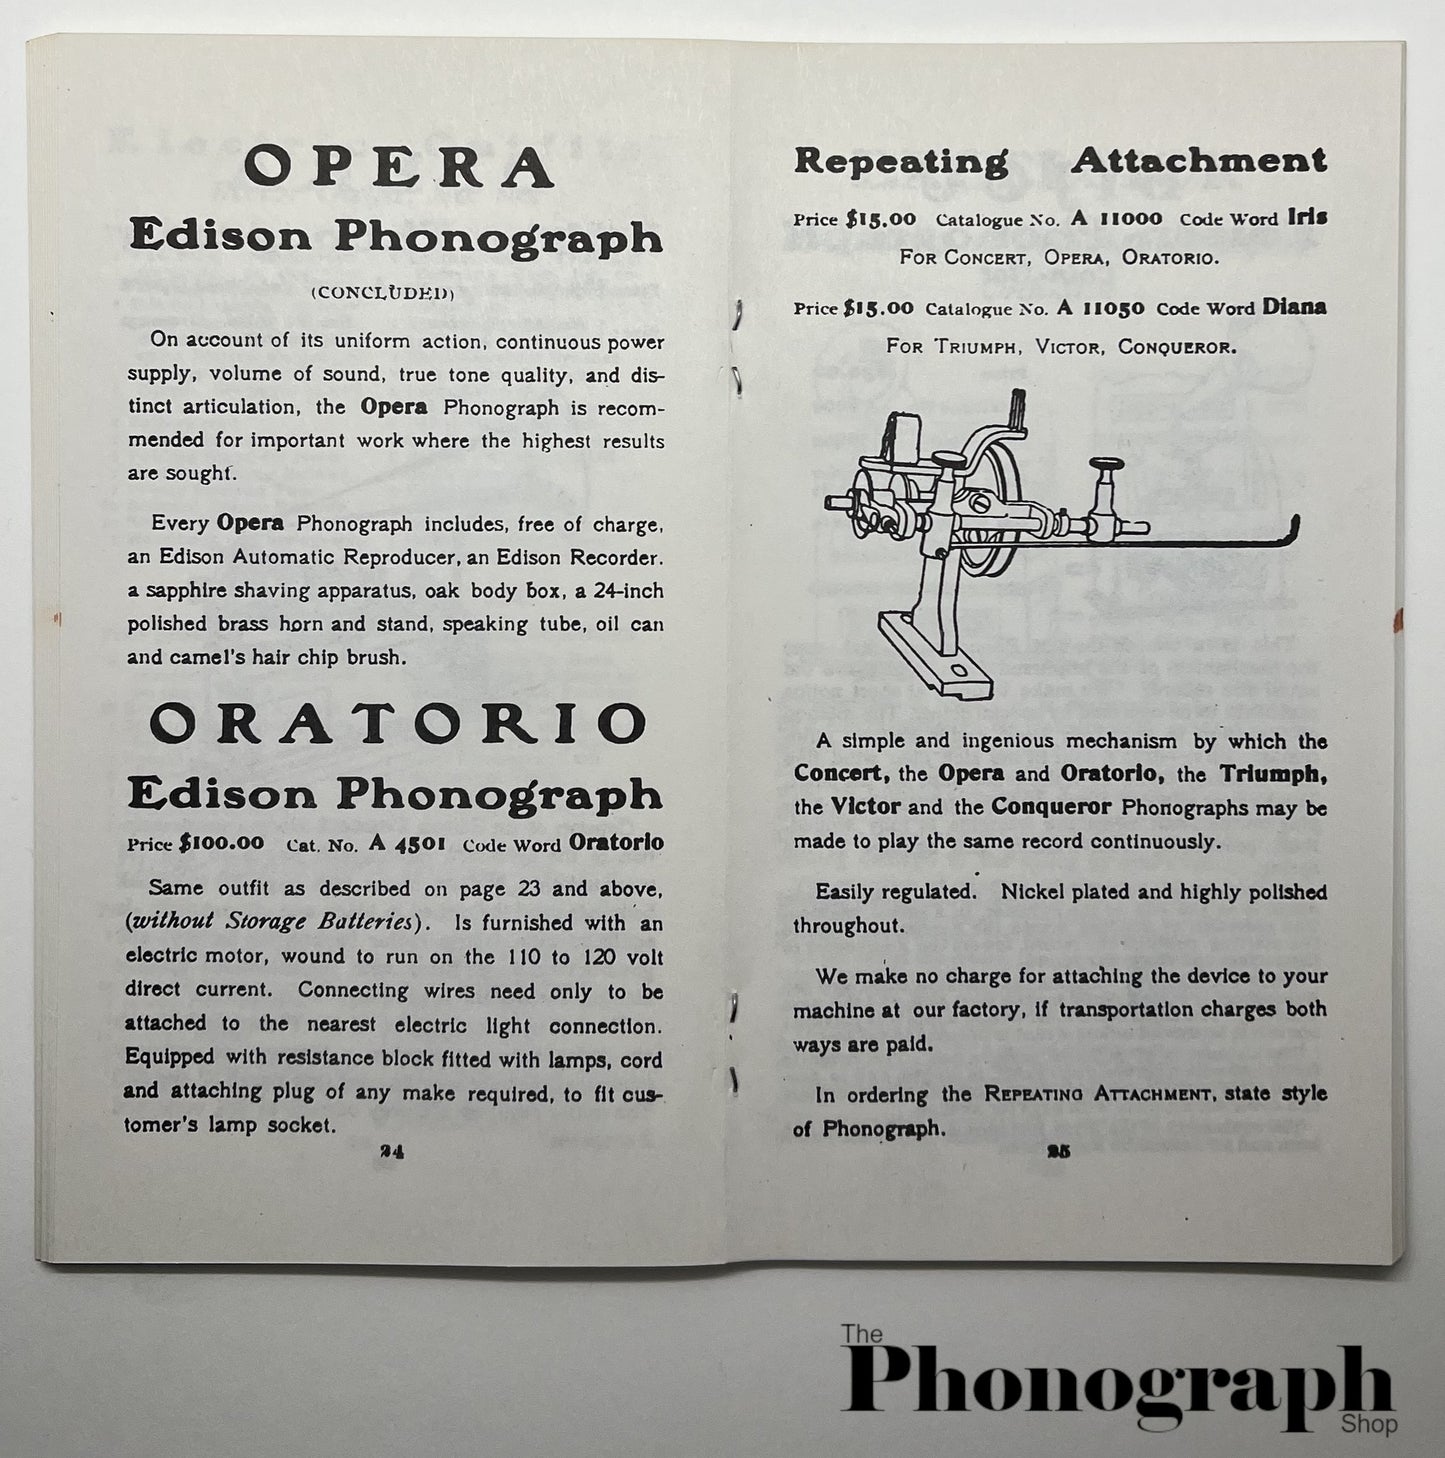 OPERA
Edison Phonograph
(CONCLUDED)
On account of its uniform action, continuous power
supply, volume of sound, true tone quality, and dis-
tinct articulation, the Opera Phonograph is recom-
mended for important work where the highest results
are sought.
Every Opera Phonograph includes, free of charge,
an Edison Automatic Reproducer, an Edison Recorder.
a sapphire shaving apparatus, oak body box, a 24-inch
polished brass horn and stand, speaking tube, oil can
and camel's hair chip brush.
ORATORIO
Edison Phonograph
Price $100.00 Cat. No. A 4501 Code Word Oratorio
Same outfit as described on page 23 and above,
(without Storage Batteries). Is furnished with an
electric motor, wound to run on the 110 to 120 volt
direct current. Connecting wires need only to be
attached to the nearest electric light connection.
Equipped with resistance block fitted with lamps, cord
and attaching plug of any make required, to fit cus-
tomer's lamp socket.
24
Repeating Attachment
Price $15.00 Catalogue No. A 11000 Code Word Iris
FOR CONCERT, OPERA, ORATORIO.
Price $15.00 Catalogue No. A 11050 Code Word Diana
FOR TRIUMPH, VICTOR, CONQUEROR.
A simple and ingenious mechanism by which the
Concert, the Opera and Oratorio, the Triumph,
the Victor and the Conqueror Phonographs may be
made to play the same record continuously.
Easily regulated. Nickel plated and highly polished
throughout.
We make no charge for attaching the device to your
machine at our factory, if transportation charges both
ways are paid.
In ordering the REPEATING ATTACHMENT, state style
of Phonograph.
25
The
Phonograph
Shop